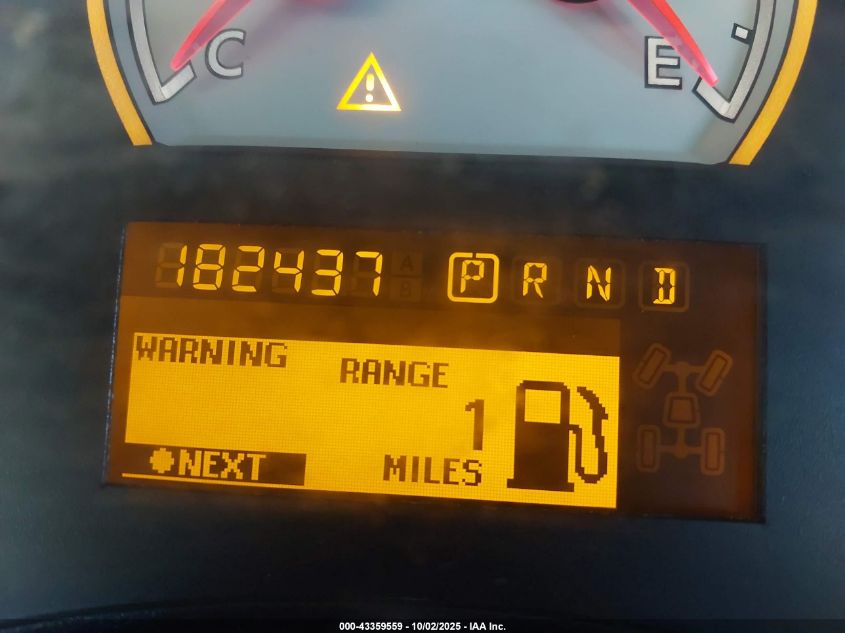 C E
182437 P R N D
WARNING
RANGE
1
✽NEXT MILES
000-43359559 - 10/02/2025 - IAA Inc.